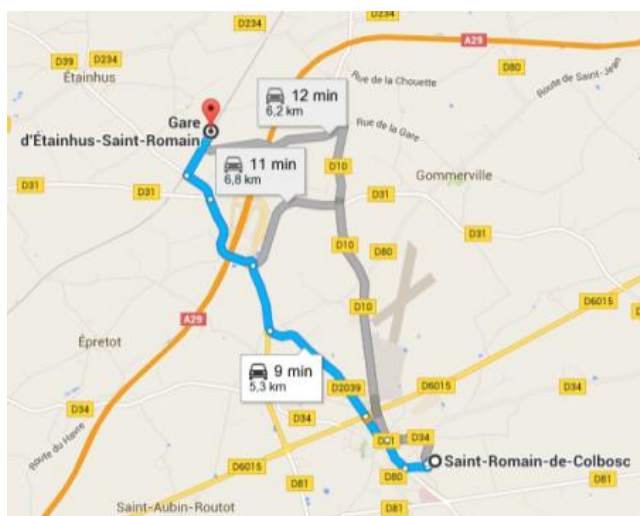 D234
D234
A29
D39
Étainhus
D80
Route de Saint-Jean
Rue de la Chouette
12 min
6,2 km
Gare
d'Étainhus-Saint-Romain
Rue de la Gare
11 min
6,8 km
D10
Gommerville
D31
D31
D31
D10
D80
D31
D10
D6015
A29
Épretot
9 min
5,3 km
D2039
D6015
D34
D34
D34
D34
Route du Havre
D6015
D80
Saint-Romain-de-Colbosc
D81
D81
Saint-Aubin-Routot
D81